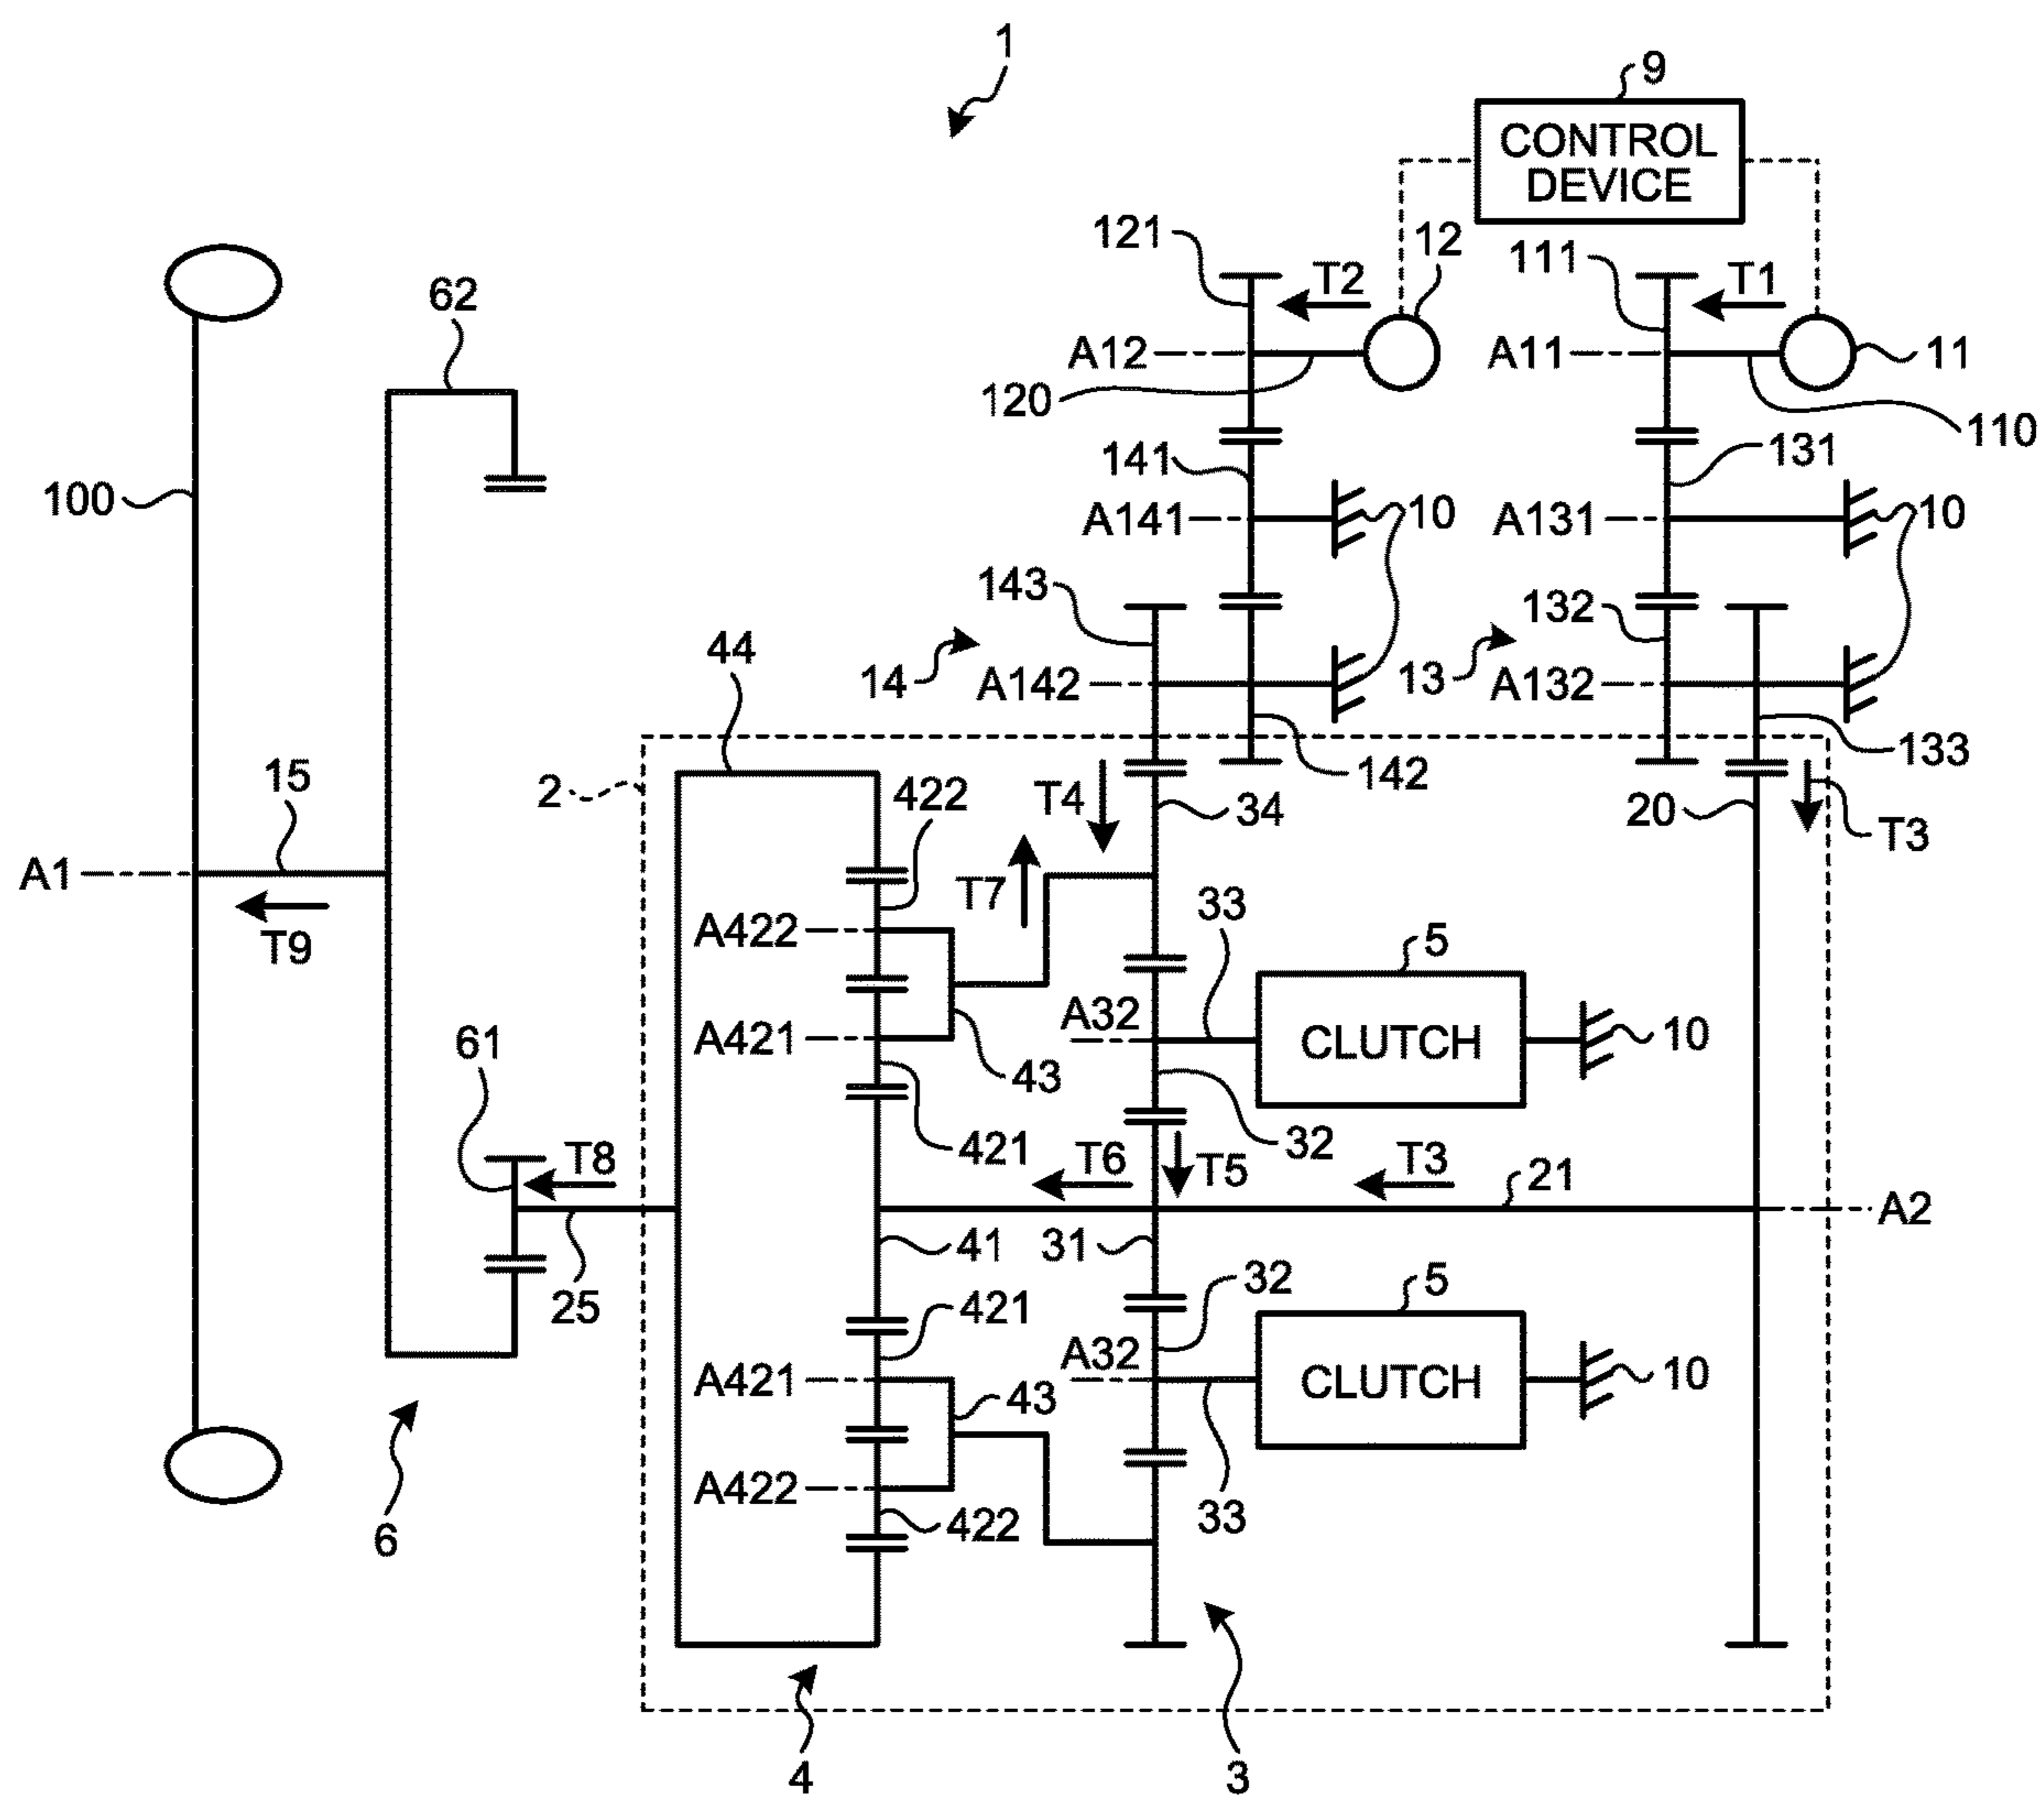 1
9
CONTROL
DEVICE
121
12
111
T2
T1
62
A12
A11
11
120
110
141
131
100
A141
10
A131
10
143
132
44
14
A142
13
A132
133
15
2
422
T4
142
34
20
T3
A1
T7
33
5
T9
A422
A32
61
A421
43
CLUTCH
10
T8
421
T6
32
T5
T3
21
A2
41
31
32
5
25
421
A32
A421
43
CLUTCH
10
A422
33
6
422
4
3